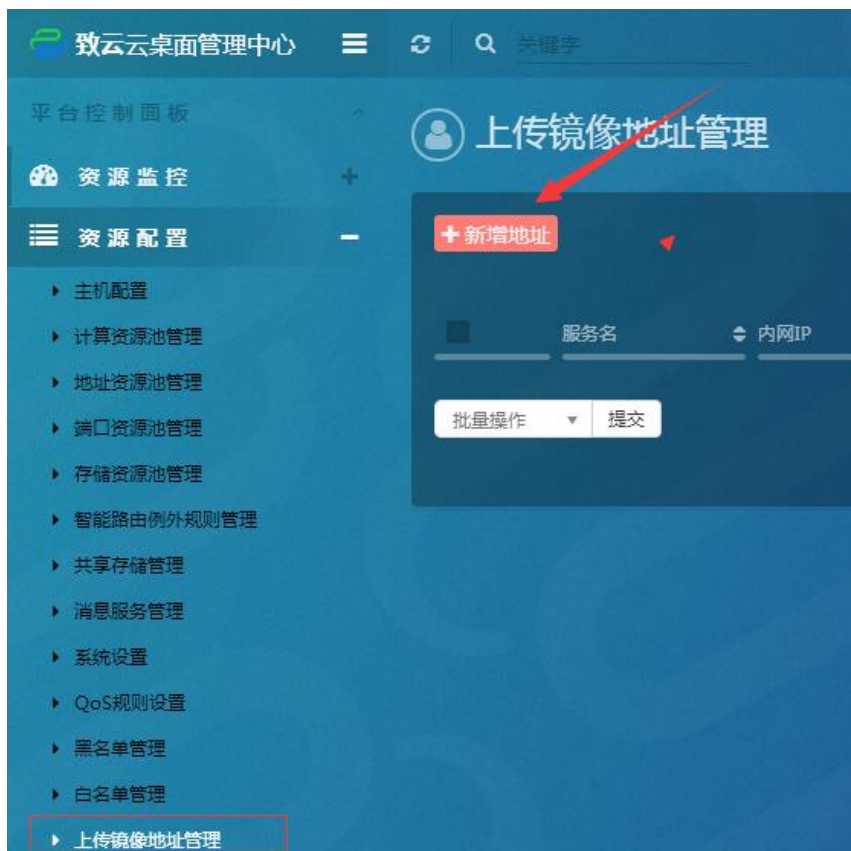 致云云桌面管理中心
关键字
平台控制面板
资源监控
资源配置
主机配置
计算资源池管理
地址资源池管理
端口资源池管理
存储资源池管理
智能路由例外规则管理
共享存储管理
消息服务管理
系统设置
QoS规则设置
黑名单管理
白名单管理
上传镜像地址管理
上传镜像地址管理
新增地址
服务名 内网IP
批量操作 提交